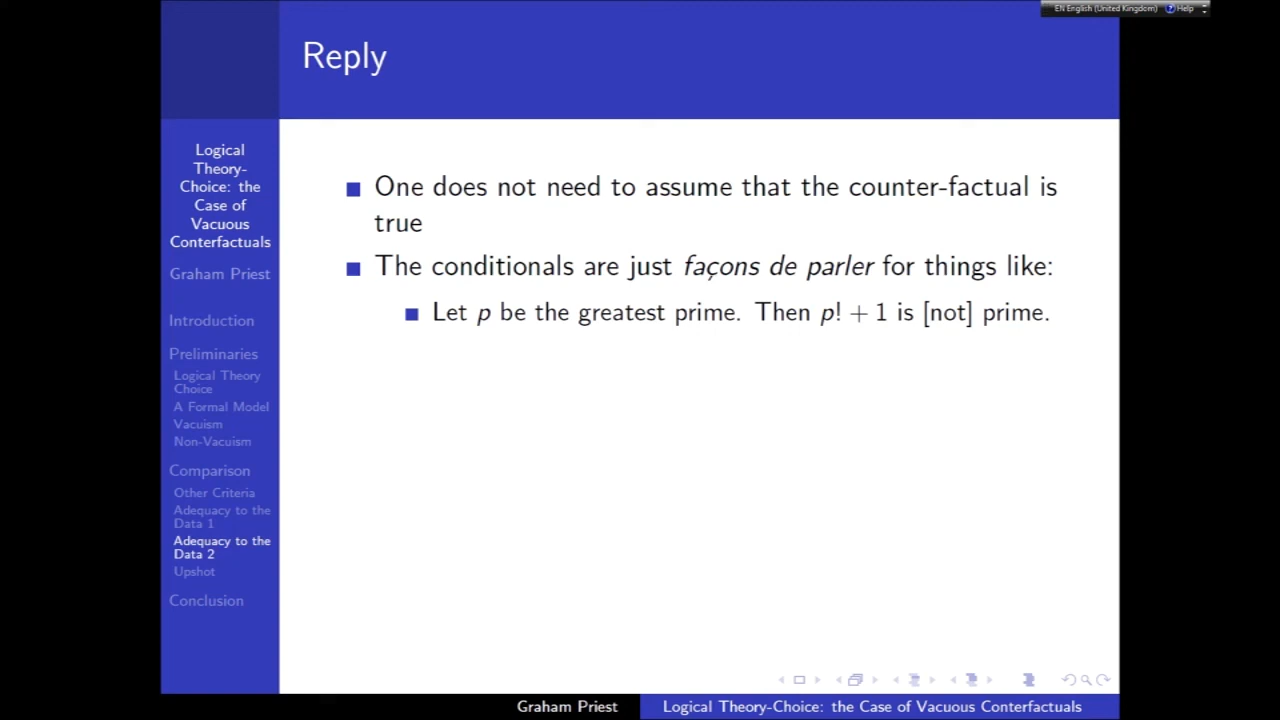 EN English (United Kingdom) Help
Reply
Logical
Theory-
Choice: the
Case of
Vacuous
Conterfactuals
Graham Priest
Introduction
Preliminaries
Logical Theory
Choice
A Formal Model
Vacuism
Non-Vacuism
Comparison
Other Criteria
Adequacy to the
Data 1
Adequacy to the
Data 2
Upshot
Conclusion
One does not need to assume that the counter-factual is
true
The conditionals are just façons de parler for things like:
Let p be the greatest prime. Then p! + 1 is [not] prime.
Graham Priest
Logical Theory-Choice: the Case of Vacuous Conterfactuals